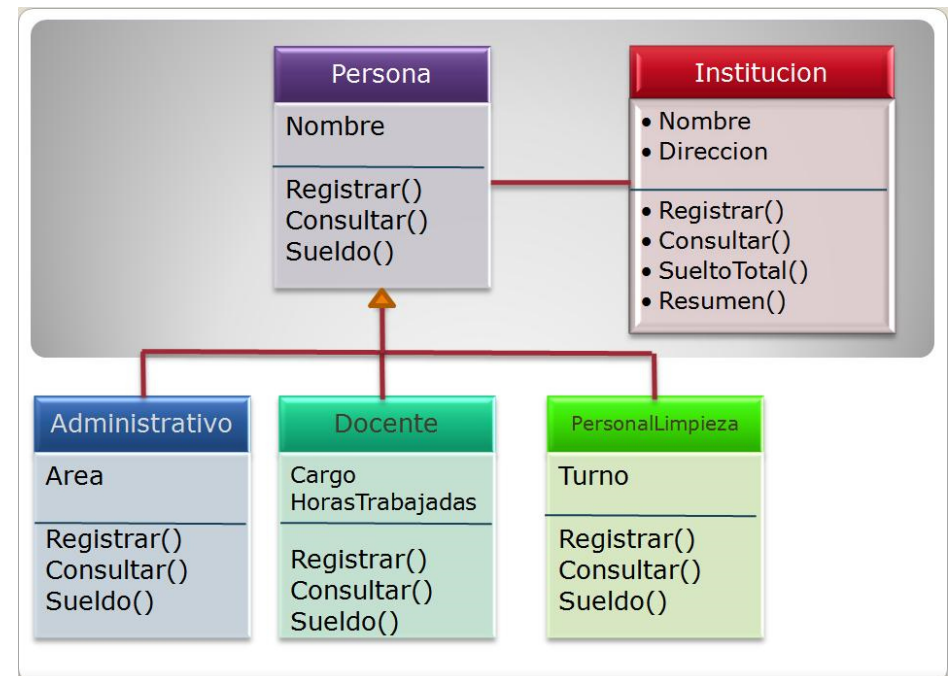 Persona
Nombre
Registrar()
Consultar()
Sueldo()
Institucion
• Nombre
• Direccion
• Registrar()
• Consultar()
• SueltoTotal()
• Resumen()
Administrativo
Area
Registrar()
Consultar()
Sueldo()
Docente
Cargo
HorasTrabajadas
Registrar()
Consultar()
Sueldo()
PersonalLimpieza
Turno
Registrar()
Consultar()
Sueldo()